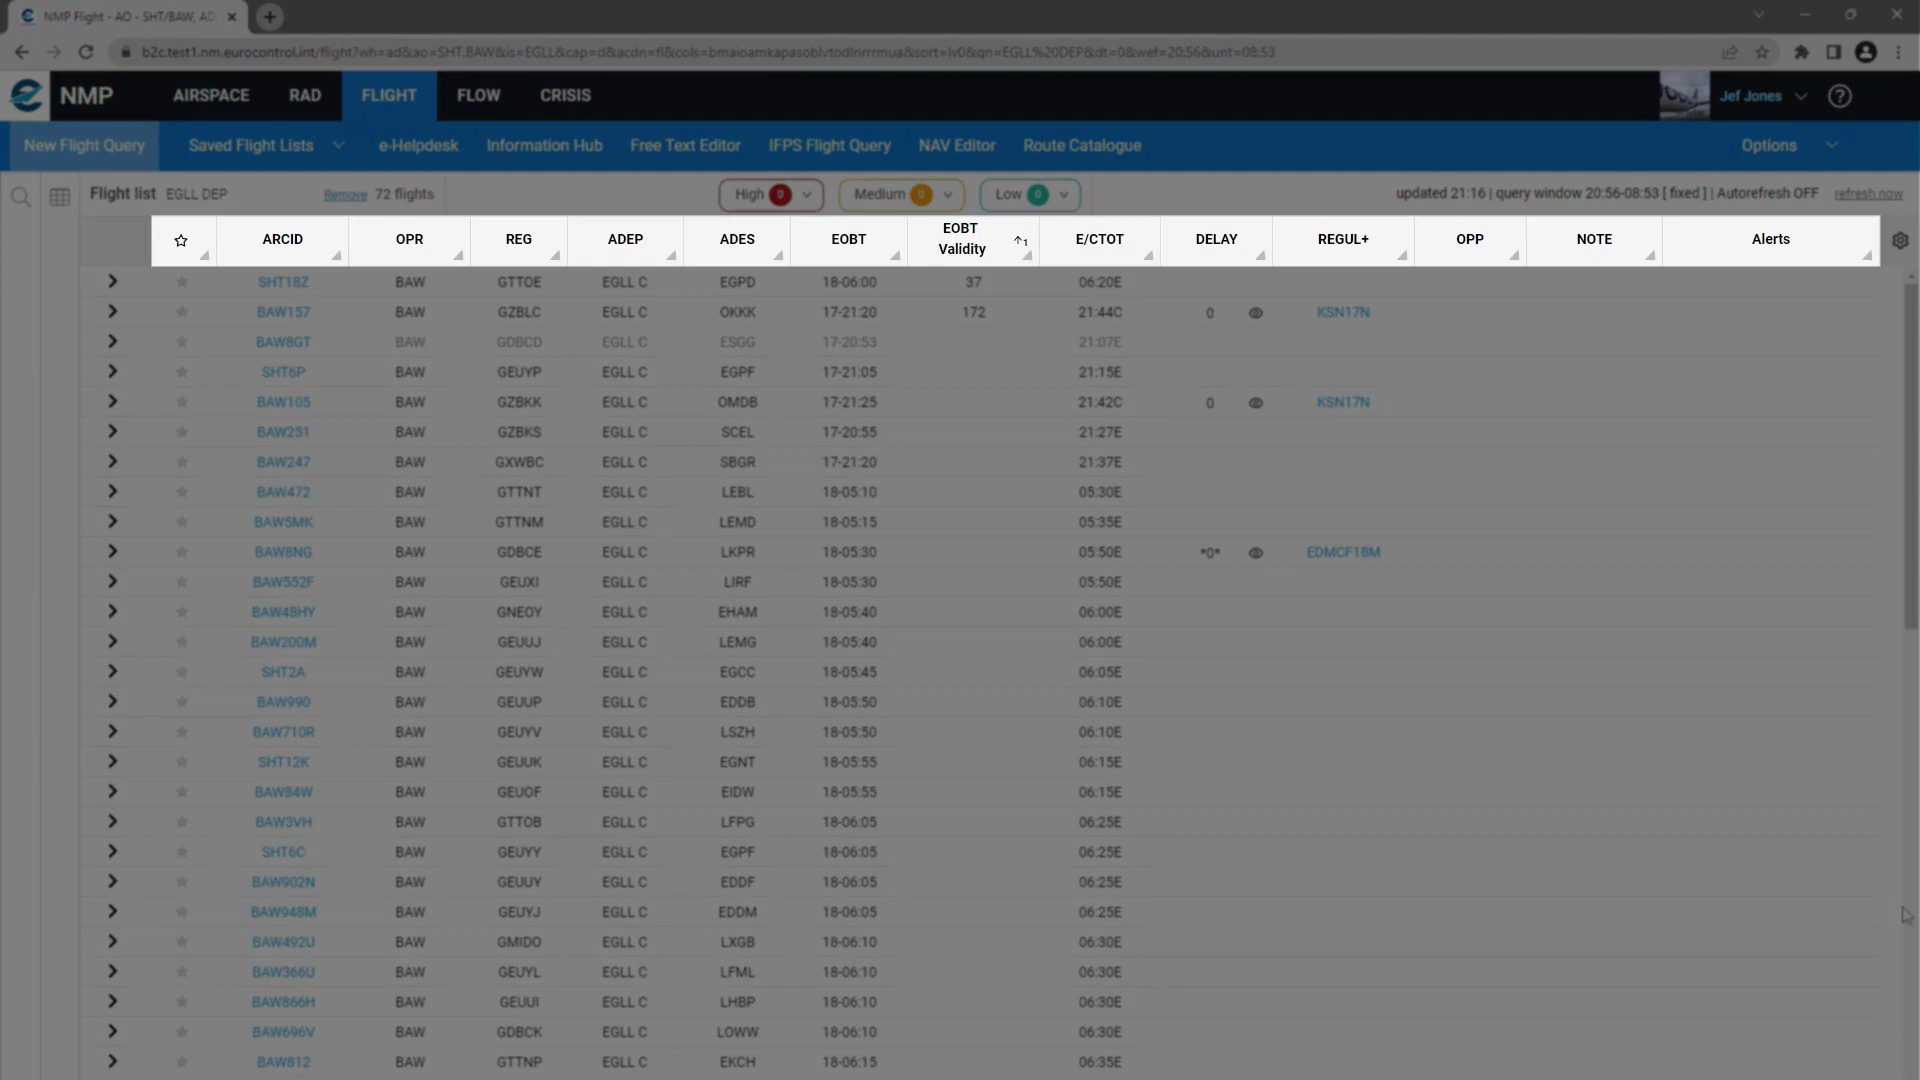 NMP Flight - AO - SHT/BAW, AD
b2c.test1.nm.eurocontrol.int/flight?wh=ad&ao=SHT.BAW&is=EGLL&cap=d&acdn=fl&cols=bmaioamkapasoblvtodlrirrrmua&sort=lv0&qn=EGLL%20DEP&dt=0&wef=20:56&unt=08:53
NMP AIRSPACE RAD FLIGHT FLOW CRISIS Jef Jones ?
New Flight Query Saved Flight Lists e-Helpdesk Information Hub Free Text Editor IFPS Flight Query NAV Editor Route Catalogue Options
Flight list EGLL DEP Remove 72 flights High 0 Medium 0 Low 0 updated 21:16 | query window 20:56-08:53 [ fixed ] | Autorefresh OFF refresh now
ARCID OPR REG ADEP ADES EOBT EOBT Validity 1 E/CTOT DELAY REGUL+ OPP NOTE Alerts
SHT18Z BAW GTTOE EGLL C EGPD 18-06:00 37 06:20E
BAW157 BAW GZBLC EGLL C OKKK 17-21:20 172 21:44C 0 KSN17N
BAW8GT BAW GDBCD EGLL C ESGG 17-20:53 21:07E
SHT6P BAW GEUYP EGLL C EGPF 17-21:05 21:15E
BAW105 BAW GZBKK EGLL C OMDB 17-21:25 21:42C 0 KSN17N
BAW251 BAW GZBKS EGLL C SCEL 17-20:55 21:27E
BAW247 BAW GXWBC EGLL C SBGR 17-21:20 21:37E
BAW472 BAW GTTNT EGLL C LEBL 18-05:10 05:30E
BAW5MK BAW GTTNM EGLL C LEMD 18-05:15 05:35E
BAW8NG BAW GDBCE EGLL C LKPR 18-05:30 05:50E *0* EDMCF18M
BAW552F BAW GEUXI EGLL C LIRF 18-05:30 05:50E
BAW48HY BAW GNEOY EGLL C EHAM 18-05:40 06:00E
BAW200M BAW GEUUJ EGLL C LEMG 18-05:40 06:00E
SHT2A BAW GEUYW EGLL C EGCC 18-05:45 06:05E
BAW990 BAW GEUUP EGLL C EDDB 18-05:50 06:10E
BAW710R BAW GEUYV EGLL C LSZH 18-05:50 06:10E
SHT12K BAW GEUUK EGLL C EGNT 18-05:55 06:15E
BAW84W BAW GEUOF EGLL C EIDW 18-05:55 06:15E
BAW3VH BAW GTTOB EGLL C LFPG 18-06:05 06:25E
SHT6C BAW GEUYY EGLL C EGPF 18-06:05 06:25E
BAW902N BAW GEUUY EGLL C EDDF 18-06:05 06:25E
BAW948M BAW GEUYJ EGLL C EDDM 18-06:05 06:25E
BAW492U BAW GMIDO EGLL C LXGB 18-06:10 06:30E
BAW366U BAW GEUYL EGLL C LFML 18-06:10 06:30E
BAW866H BAW GEUUI EGLL C LHBP 18-06:10 06:30E
BAW696V BAW GDBCK EGLL C LOWW 18-06:10 06:30E
BAW812 BAW GTTNP EGLL C EKCH 18-06:15 06:35E